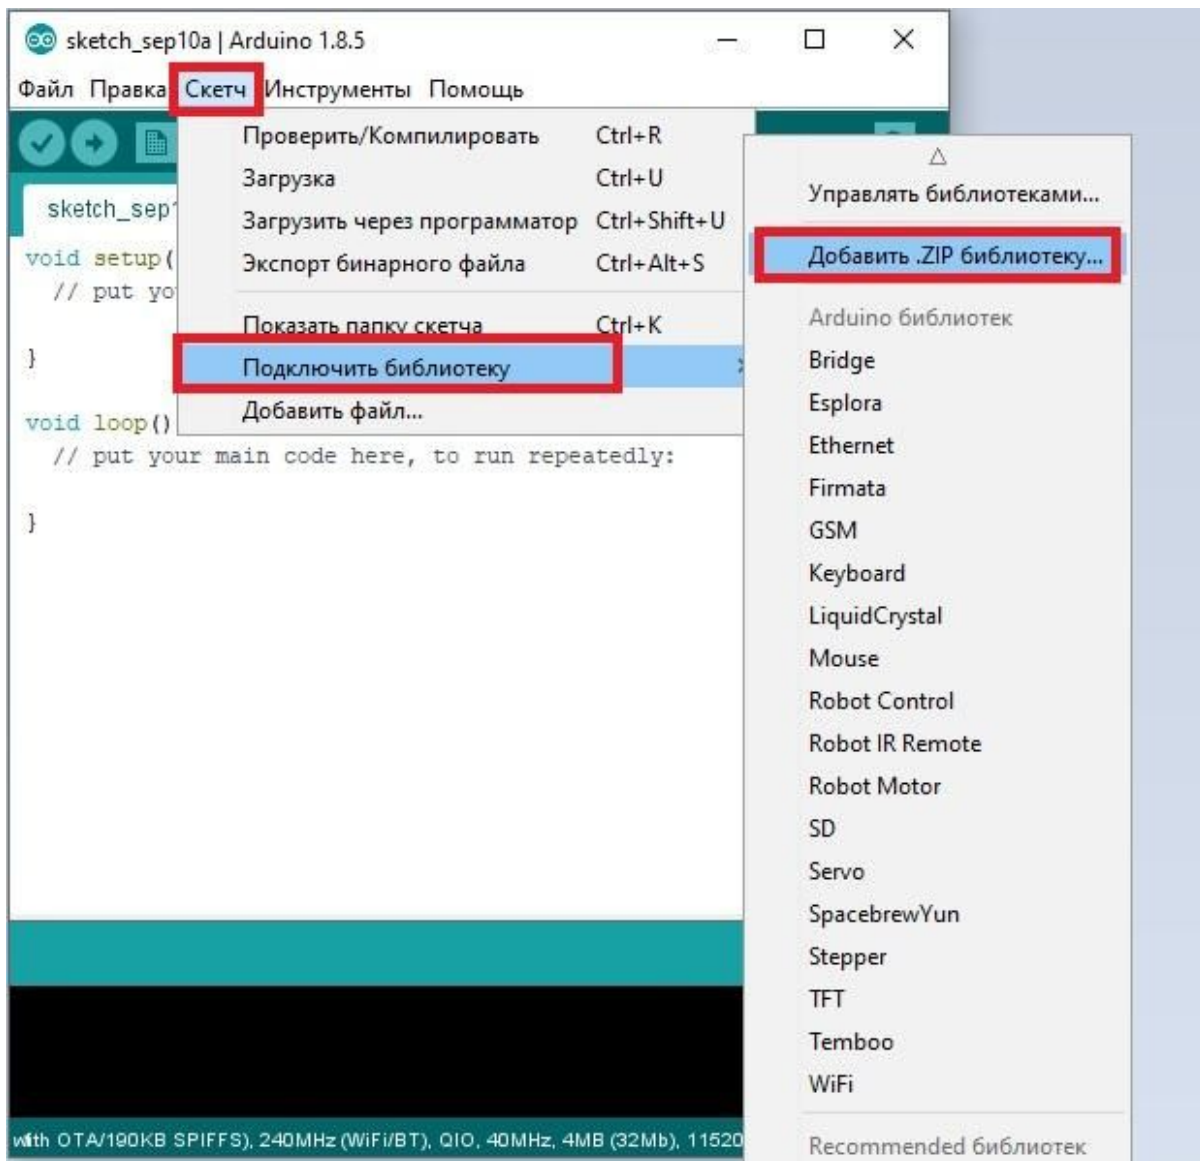 sketch_sep10a | Arduino 1.8.5
Файл Правка Скетч Инструменты Помощь
Проверить/Компилировать Ctrl+R
Загрузка Ctrl+U
Загрузить через программатор Ctrl+Shift+U
Экспорт бинарного файла Ctrl+Alt+S
Показать папку скетча Ctrl+K
Подключить библиотеку
Добавить файл...
sketch_sep1
void setup(
// put yo
}
void loop()
// put your main code here, to run repeatedly:
}
Управлять библиотеками...
Добавить .ZIP библиотеку...
Arduino библиотек
Bridge
Esplora
Ethernet
Firmata
GSM
Keyboard
LiquidCrystal
Mouse
Robot Control
Robot IR Remote
Robot Motor
SD
Servo
SpacebrewYun
Stepper
TFT
Temboo
WiFi
Recommended библиотек
with OTA/190KB SPIFFS), 240MHz (WiFi/BT), QIO, 40MHz, 4MB (32Mb), 11520